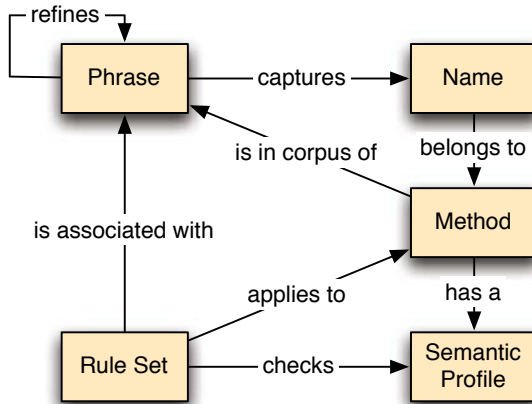 refines
Phrase
captures
Name
is in corpus of
belongs to
Method
is associated with
applies to
has a
Rule Set
checks
Semantic
Profile